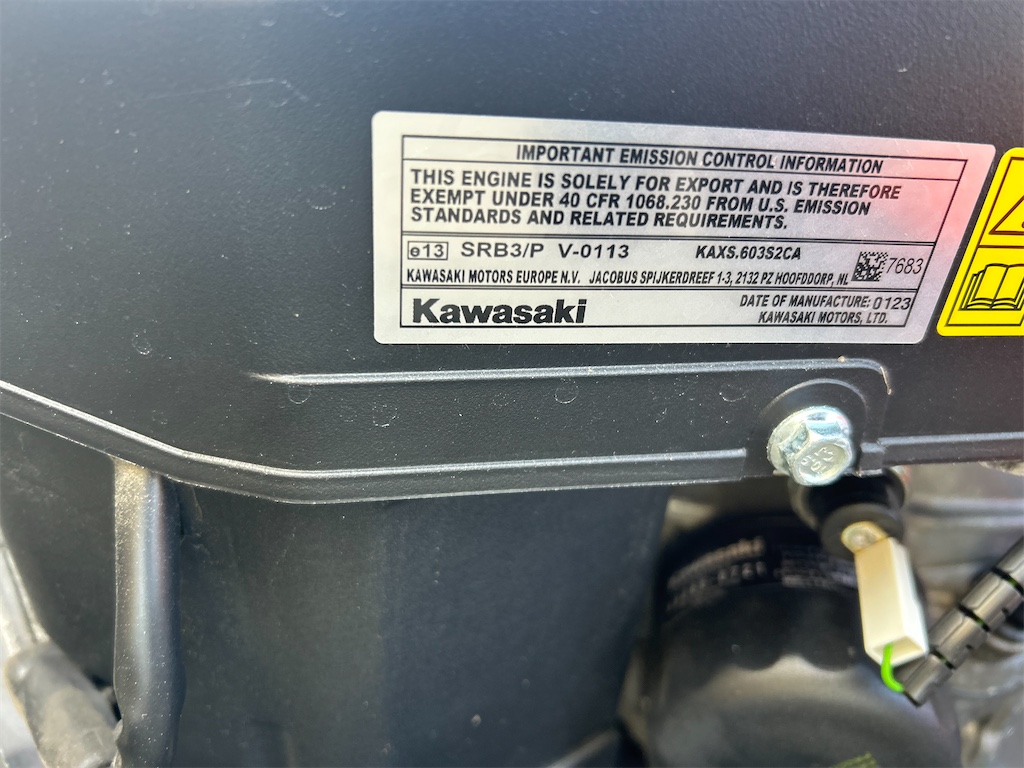 IMPORTANT EMISSION CONTROL INFORMATION
THIS ENGINE IS SOLELY FOR EXPORT AND IS THEREFORE
EXEMPT UNDER 40 CFR 1068.230 FROM U.S. EMISSION
STANDARDS AND RELATED REQUIREMENTS.
e13 SRB3/P V-0113 KAXS.603S2CA
7683
KAWASAKI MOTORS EUROPE N.V. JACOBUS SPIJKERDREEF 1-3, 2132 PZ HOOFDDORP, NL
Kawasaki DATE OF MANUFACTURE: 0123
KAWASAKI MOTORS, LTD.
Kawasaki